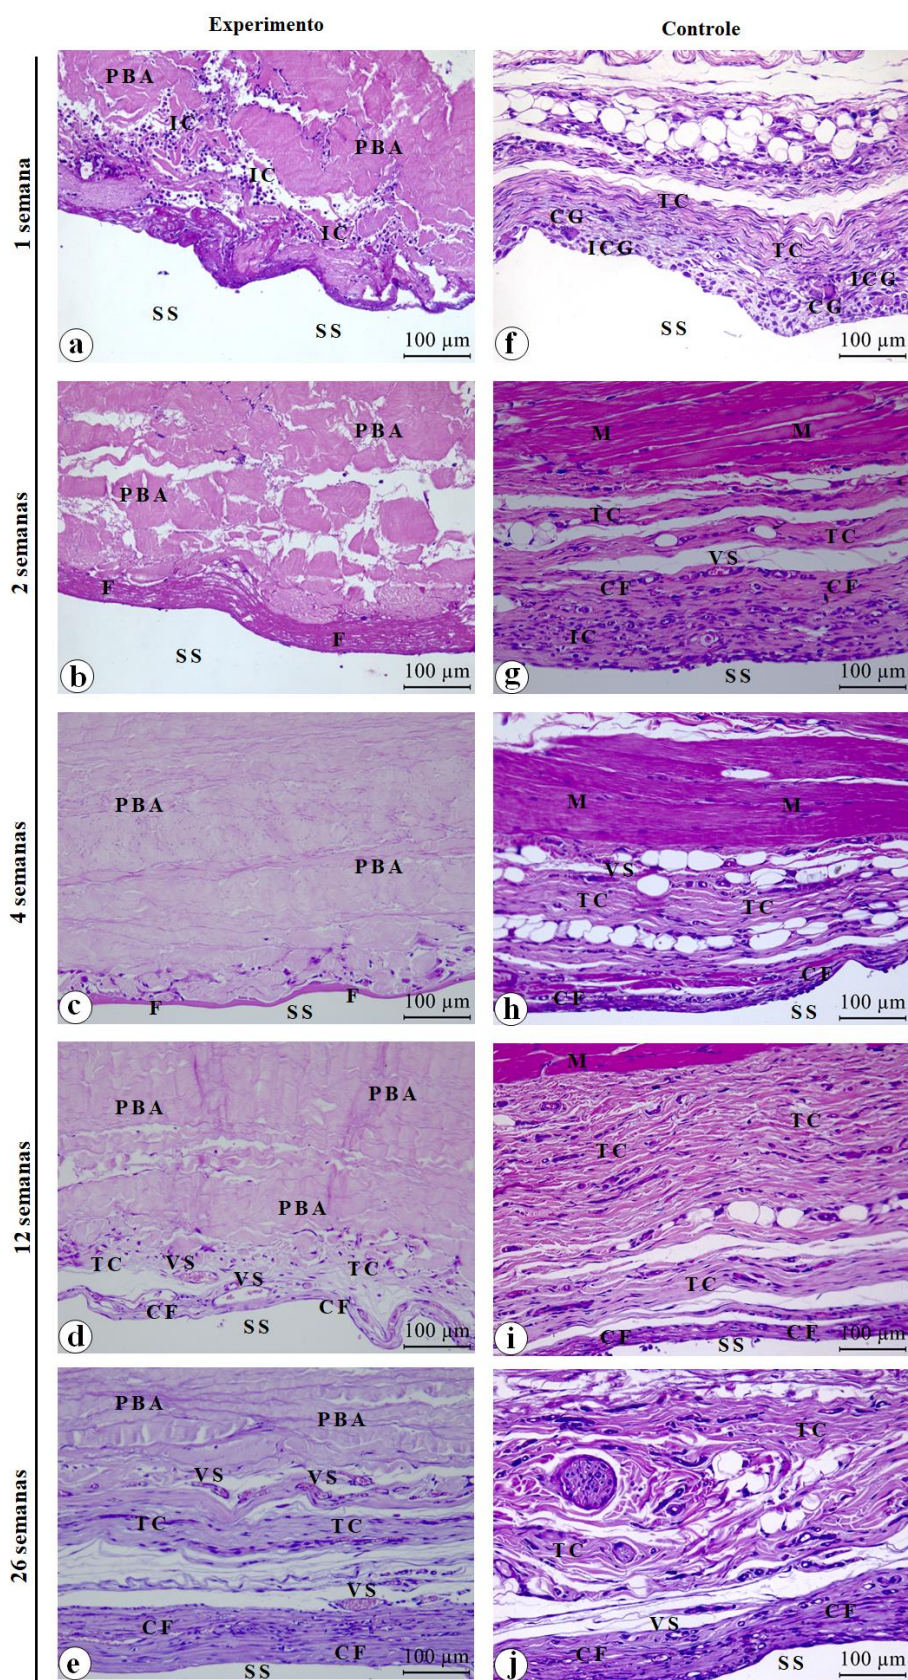 Experimento
Controle
1 semana
PBA
IC
PBA
IC
IC
SS
SS
a
100 µm
TC
CG
ICG
TC
ICG
CG
SS
f
100 µm
2 semanas
PBA
PBA
F
F
SS
b
100 µm
M
M
TC
TC
VS
CF
CF
IC
SS
g
100 µm
4 semanas
PBA
PBA
F
F
SS
c
100 µm
M
M
VS
TC
TC
CF
CF
SS
h
100 µm
12 semanas
PBA
PBA
PBA
TC
VS
VS
TC
CF
CF
SS
d
100 µm
M
TC
TC
TC
CF
CF
SS
i
100 µm
26 semanas
PBA
PBA
VS
VS
TC
TC
VS
CF
CF
SS
e
100 µm
TC
TC
VS
CF
CF
SS
j
100 µm